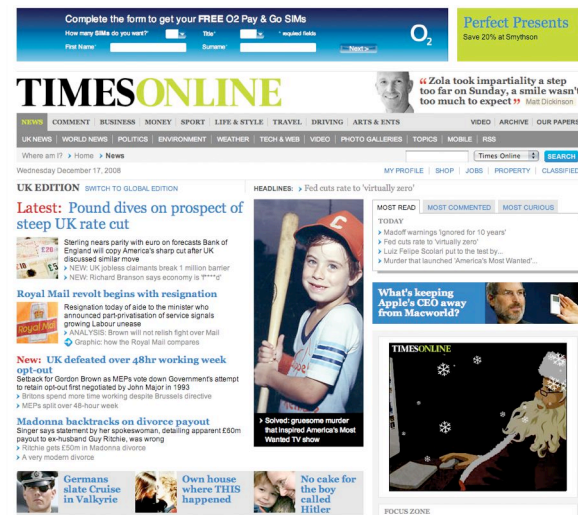 Complete the form to get your FREE O2 Pay & Go SIMs
How many SIMs do you want?*
Title*
* required fields
First Name*
Surname*
Next >
O2
Perfect Presents
Save 20% at Smythson
TIMESONLINE
“ Zola took impartiality a step
too far on Sunday, a smile wasn't
too much to expect ” Matt Dickinson
NEWS COMMENT BUSINESS MONEY SPORT LIFE & STYLE TRAVEL DRIVING ARTS & ENTS VIDEO ARCHIVE OUR PAPERS
UK NEWS WORLD NEWS POLITICS ENVIRONMENT WEATHER TECH & WEB VIDEO PHOTO GALLERIES TOPICS MOBILE RSS
Where am I? > Home > News
Times Online
SEARCH
Wednesday December 17, 2008
MY PROFILE SHOP JOBS PROPERTY CLASSIFIED
UK EDITION SWITCH TO GLOBAL EDITION
HEADLINES: > Fed cuts rate to 'virtually zero'
Latest: Pound dives on prospect of
steep UK rate cut
Sterling nears parity with euro on forecasts Bank of
England will copy America's sharp cut after UK
discussed similar move
> NEW: UK jobless claimants break 1 million barrier
> NEW: Richard Branson says economy is 'f****d'
Royal Mail revolt begins with resignation
Royal Mail
Resignation today of aide to the minister who
announced part-privatisation of service signals
growing Labour unease
> ANALYSIS: Brown will not relish fight over Mail
Graphic: how the Royal Mail compares
New: UK defeated over 48hr working week
opt-out
Setback for Gordon Brown as MEPs vote down Government's attempt
to retain opt-out first negotiated by John Major in 1993
> Britons spend more time working despite Brussels directive
> MEPs split over 48-hour week
Madonna backtracks on divorce payout
Singer says statement by her spokeswoman, detailing apparent £50m
payout to ex-husband Guy Ritchie, was wrong
> Ritchie gets £50m in Madonna divorce
> A very modern divorce
> Solved: gruesome murder
that inspired America's Most
Wanted TV show
MOST READ MOST COMMENTED MOST CURIOUS
TODAY
> Madoff warnings 'ignored for 10 years'
> Fed cuts rate to 'virtually zero'
> Luiz Felipe Scolari put to the test by...
> Murder that launched 'America's Most Wanted'...
What's keeping
Apple's CEO away
from Macworld?
TIMESONLINE
Germans
slate Cruise
in Valkyrie
Own house
where THIS
happened
No cake for
the boy
called
Hitler
FOCUS ZONE